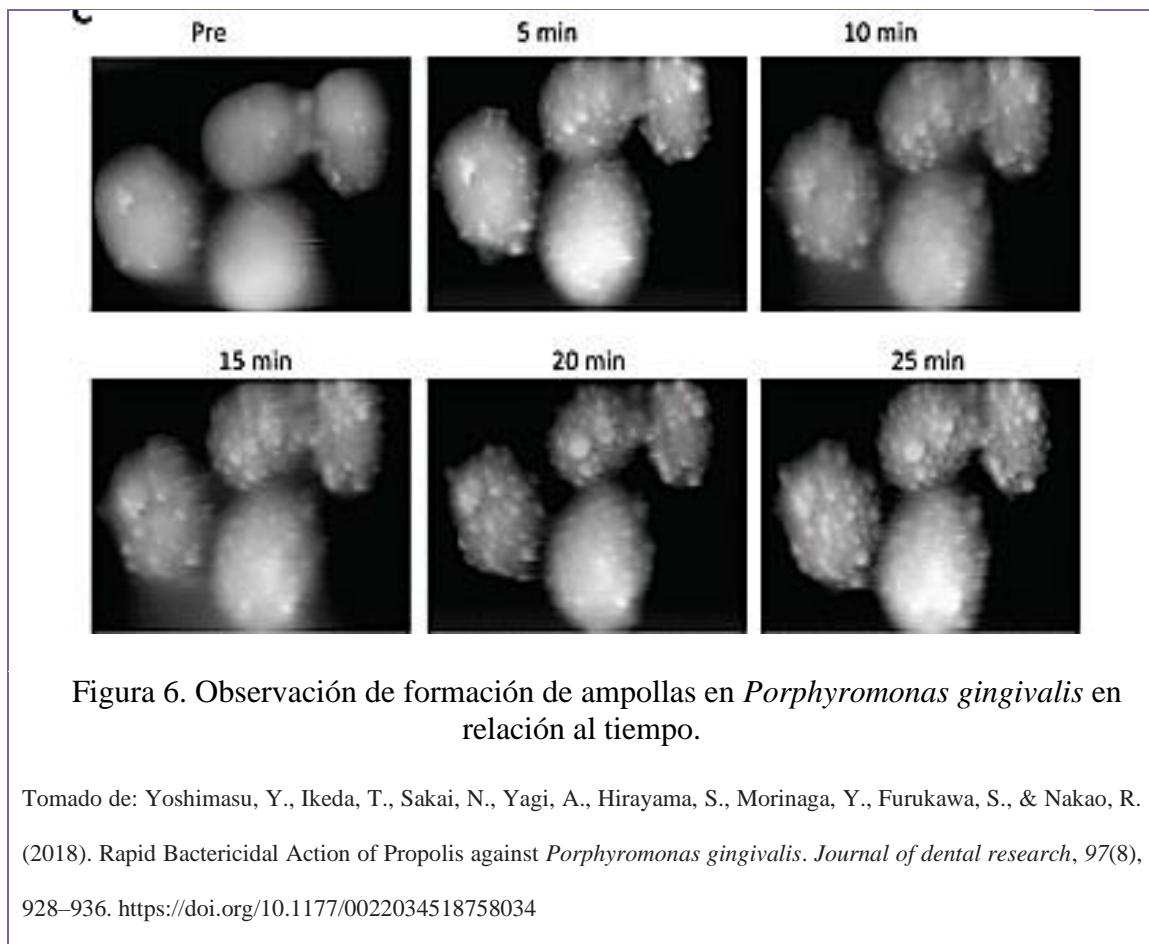 c
Pre 5 min 10 min
15 min 20 min 25 min
Figura 6. Observación de formación de ampollas en Porphyromonas gingivalis en
relación al tiempo.
Tomado de: Yoshimasu, Y., Ikeda, T., Sakai, N., Yagi, A., Hirayama, S., Morinaga, Y., Furukawa, S., & Nakao, R.
(2018). Rapid Bactericidal Action of Propolis against Porphyromonas gingivalis. Journal of dental research, 97(8),
928–936. https://doi.org/10.1177/0022034518758034